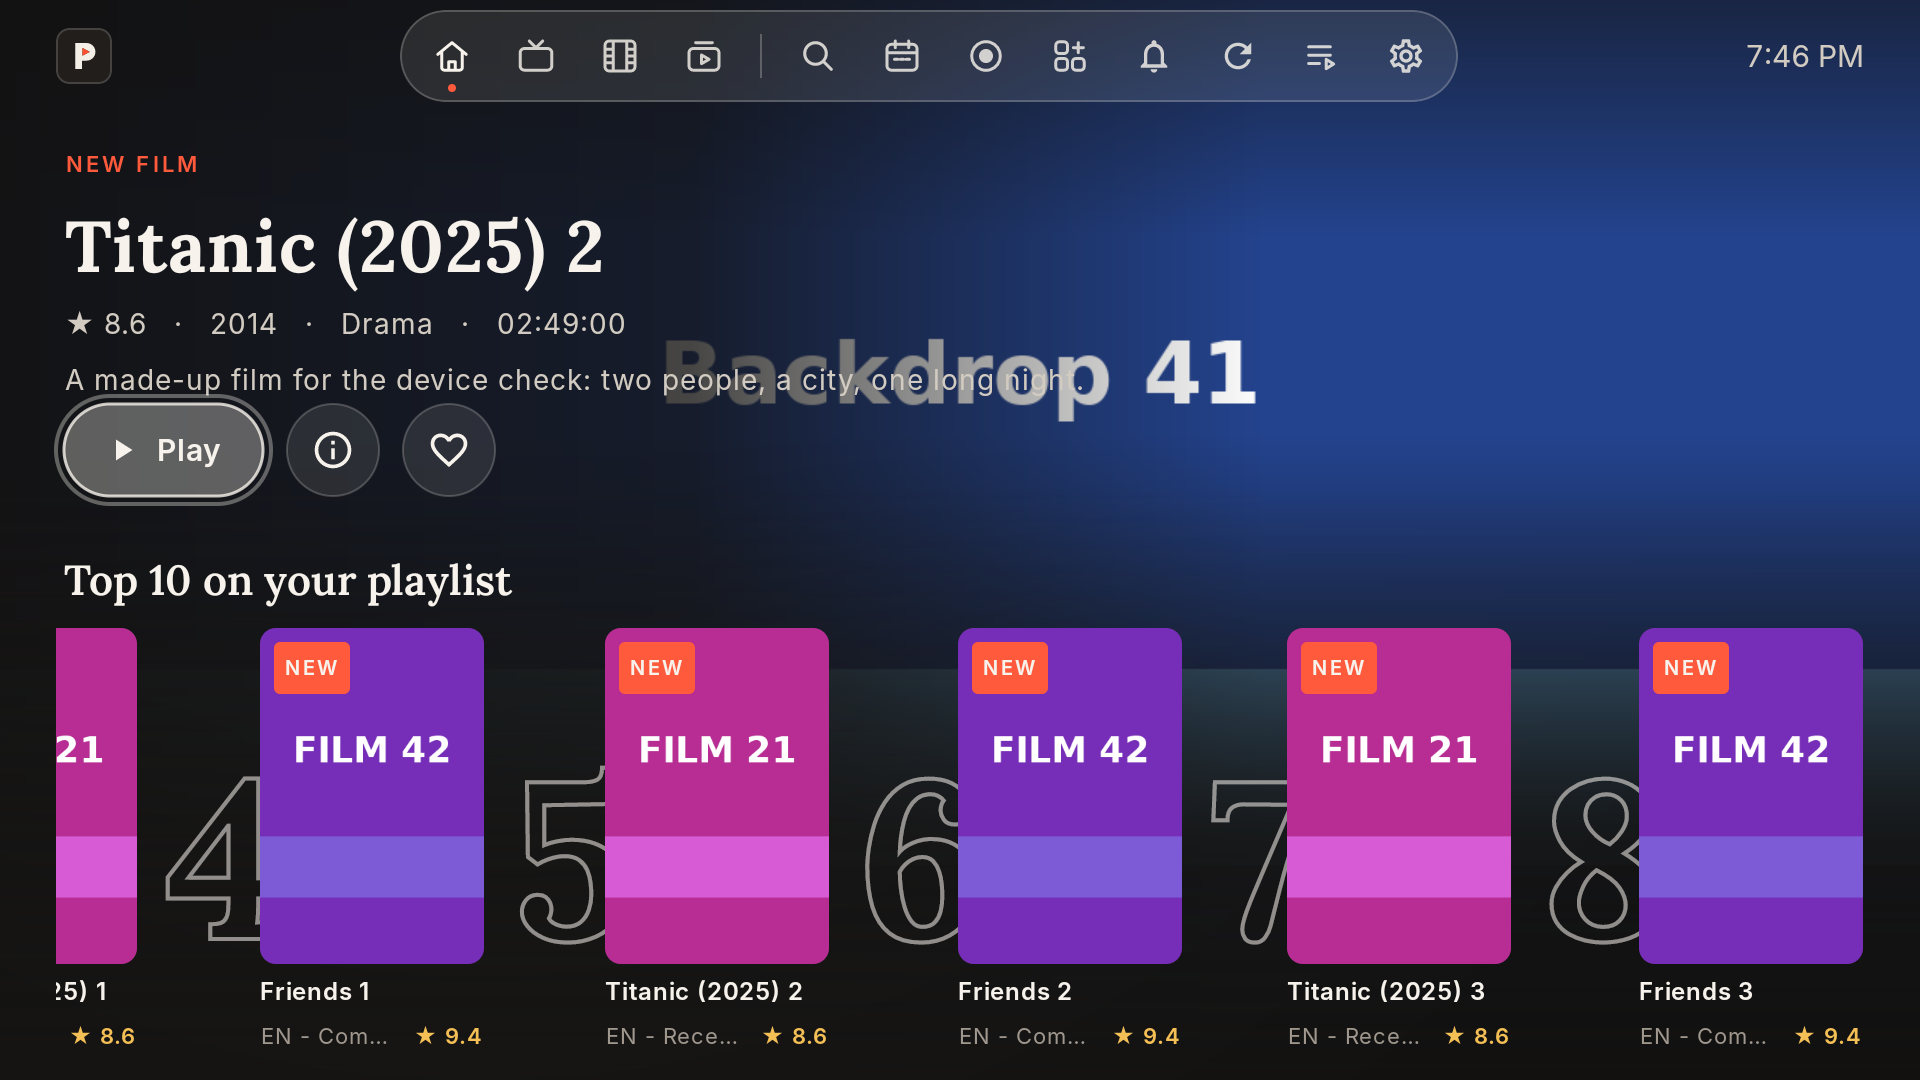 P
7:46 PM
NEW FILM
Titanic (2025) 2
★ 8.6 · 2014 · Drama · 02:49:00
Backdrop 41
A made-up film for the device check: two people, a city, one long night.
Play
Top 10 on your playlist
21
4
NEW
FILM 42
5
NEW
FILM 21
6
NEW
FILM 42
7
NEW
FILM 21
8
NEW
FILM 42
25) 1
★ 8.6
Friends 1
EN - Com... ★ 9.4
Titanic (2025) 2
EN - Rece... ★ 8.6
Friends 2
EN - Com... ★ 9.4
Titanic (2025) 3
EN - Rece... ★ 8.6
Friends 3
EN - Com... ★ 9.4